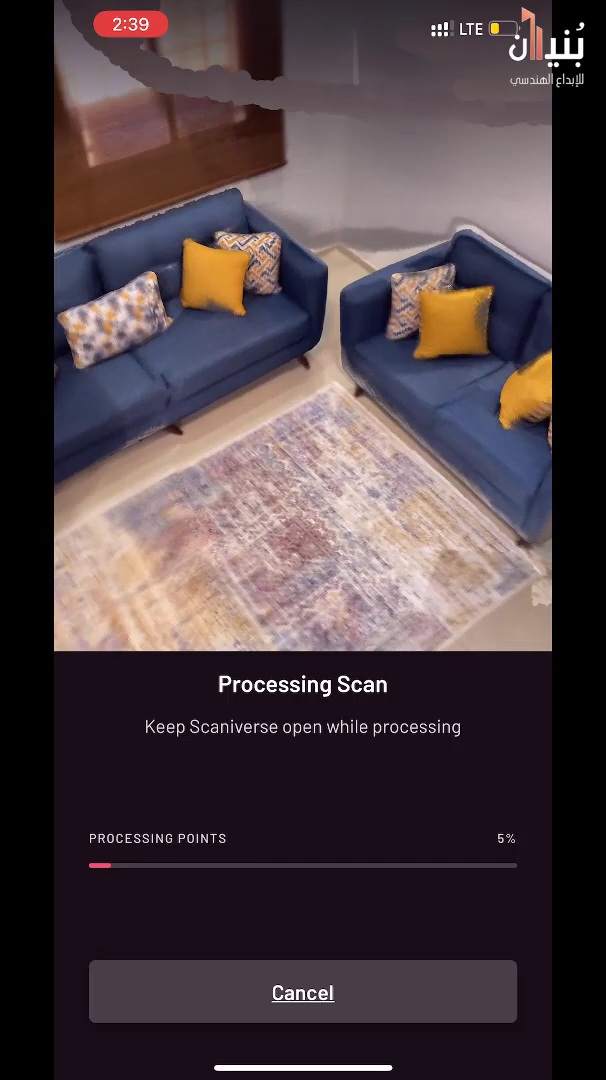 2:39
LTE
بُنيان
للإبداع الهندسي
Processing Scan
Keep Scaniverse open while processing
PROCESSING POINTS 5%
Cancel